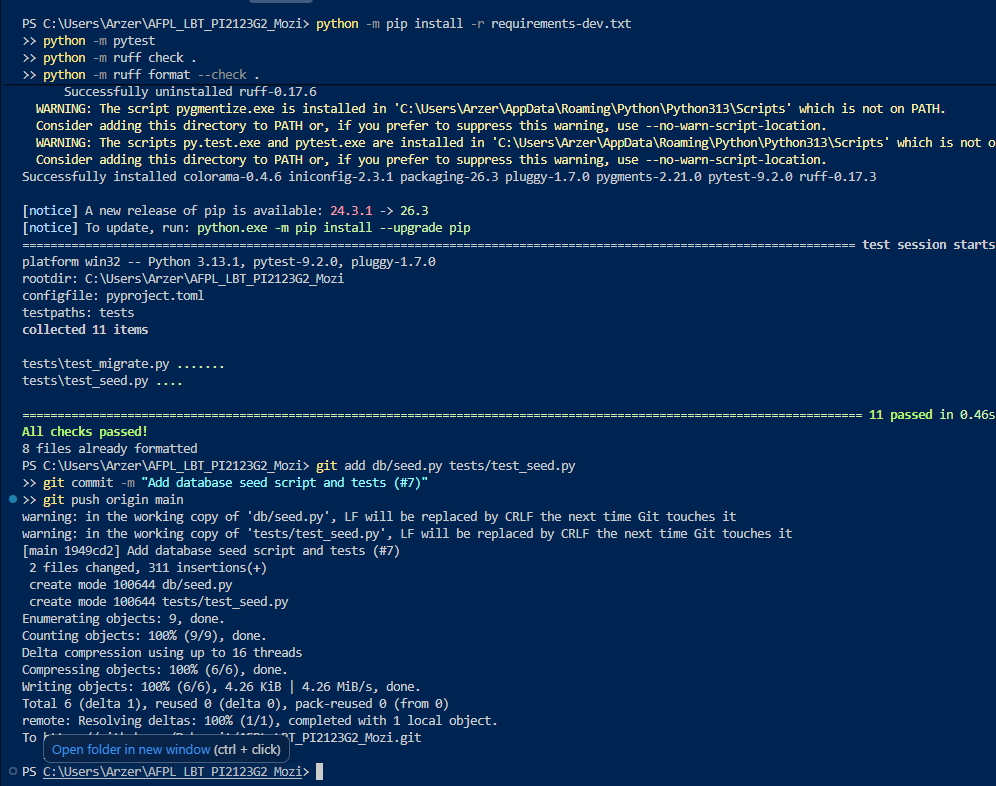 PS C:\Users\Arzer\AFPL_LBT_PI2123G2_Mozi> python -m pip install -r requirements-dev.txt
>> python -m pytest
>> python -m ruff check .
>> python -m ruff format --check .
Successfully uninstalled ruff-0.17.6
WARNING: The script pygmentize.exe is installed in 'C:\Users\Arzer\AppData\Roaming\Python\Python313\Scripts' which is not on PATH.
Consider adding this directory to PATH or, if you prefer to suppress this warning, use --no-warn-script-location.
WARNING: The scripts py.test.exe and pytest.exe are installed in 'C:\Users\Arzer\AppData\Roaming\Python\Python313\Scripts' which is not o
Consider adding this directory to PATH or, if you prefer to suppress this warning, use --no-warn-script-location.
Successfully installed colorama-0.4.6 iniconfig-2.3.1 packaging-26.3 pluggy-1.7.0 pygments-2.21.0 pytest-9.2.0 ruff-0.17.3
[notice] A new release of pip is available: 24.3.1 -> 26.3
[notice] To update, run: python.exe -m pip install --upgrade pip
======================================================================================================================= test session starts
platform win32 -- Python 3.13.1, pytest-9.2.0, pluggy-1.7.0
rootdir: C:\Users\Arzer\AFPL_LBT_PI2123G2_Mozi
configfile: pyproject.toml
testpaths: tests
collected 11 items
tests\test_migrate.py .......
tests\test_seed.py ....
======================================================================================================================== 11 passed in 0.46s
All checks passed!
8 files already formatted
PS C:\Users\Arzer\AFPL_LBT_PI2123G2_Mozi> git add db/seed.py tests/test_seed.py
>> git commit -m "Add database seed script and tests (#7)"
>> git push origin main
warning: in the working copy of 'db/seed.py', LF will be replaced by CRLF the next time Git touches it
warning: in the working copy of 'tests/test_seed.py', LF will be replaced by CRLF the next time Git touches it
[main 1949cd2] Add database seed script and tests (#7)
2 files changed, 311 insertions(+)
create mode 100644 db/seed.py
create mode 100644 tests/test_seed.py
Enumerating objects: 9, done.
Counting objects: 100% (9/9), done.
Delta compression using up to 16 threads
Compressing objects: 100% (6/6), done.
Writing objects: 100% (6/6), 4.26 KiB | 4.26 MiB/s, done.
Total 6 (delta 1), reused 0 (delta 0), pack-reused 0 (from 0)
remote: Resolving deltas: 100% (1/1), completed with 1 local object.
To
T_PI2123G2_Mozi.git
Open folder in new window (ctrl + click)
PS C:\Users\Arzer\AFPL_LBT_PI2123G2_Mozi>